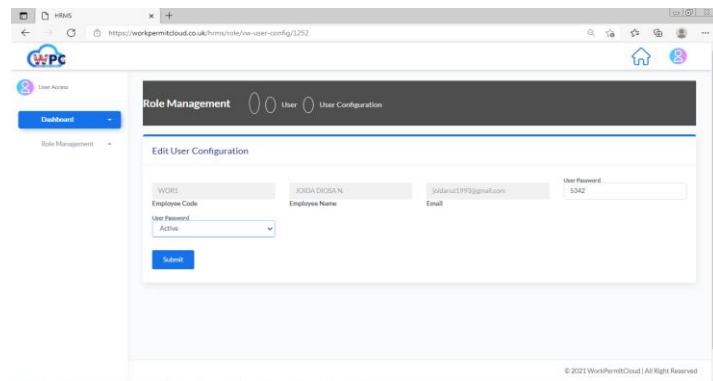 HRMS
https://workpermitcloud.co.uk/hrms/role/vw-user-config/1252
WPC
User Access
Dashboard
Role Management
Role Management User User Configuration
Edit User Configuration
User Password
WOR1 JOIDA DIOSA N. 5342
Employee Code Employee Name Email
User Password
Active
Submit
© 2021 WorkPermitCloud | All Right Reserved